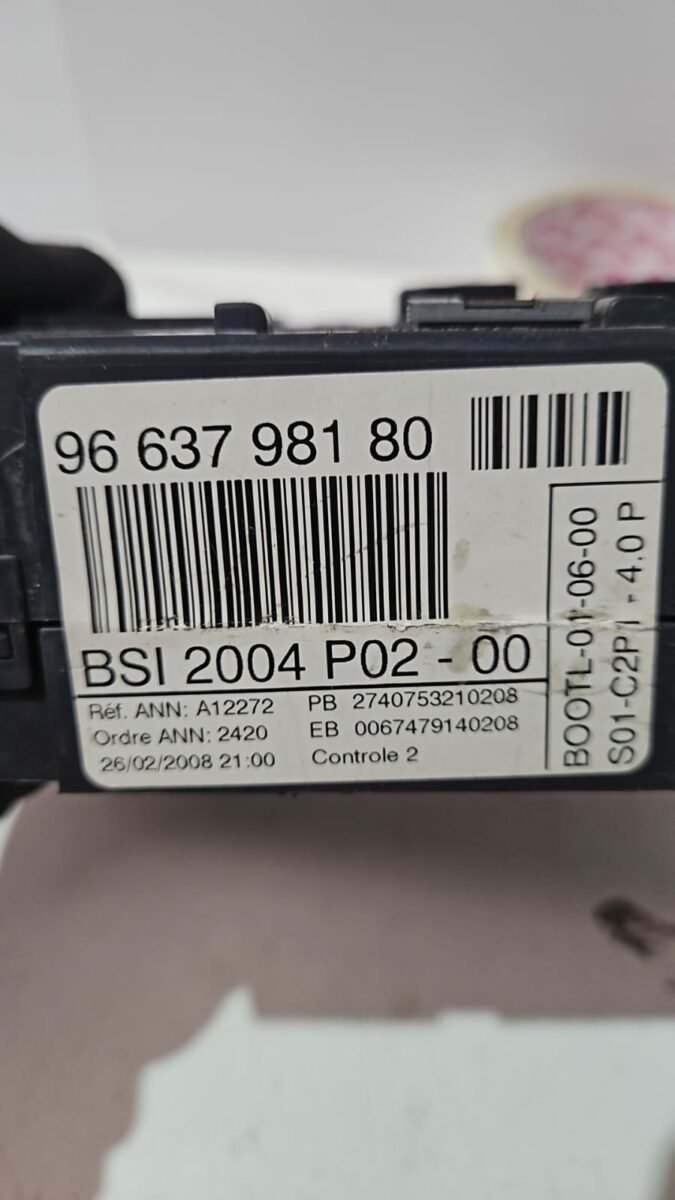 96 637 981 80
BSI 2004 P02 - 00
Réf. ANN: A12272
PB 2740753210208
Ordre ANN: 2420
EB 0067479140208
26/02/2008 21:00
Controle 2
BOOTL-01-06-00
S01-C2P1 - 4.0 P